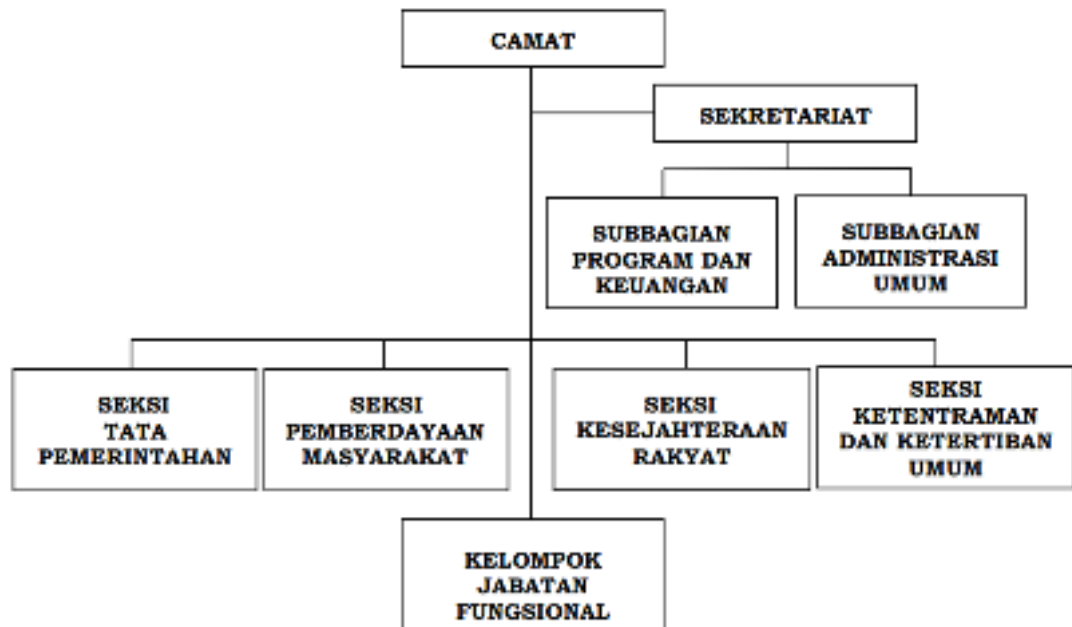 CAMAT
SEKRETARIAT
SUBBAGIAN
PROGRAM DAN
KEUANGAN
SUBBAGIAN
ADMINISTRASI
UMUM
SEKSI
TATA
PEMERINTAHAN
SEKSI
PEMBERDAYAAN
MASYARAKAT
SEKSI
KESEJAHTERAAN
RAKYAT
SEKSI
KETENTRAMAN
DAN KETERTIBAN
UMUM
KELOMPOK
JABATAN
FUNGSIONAL